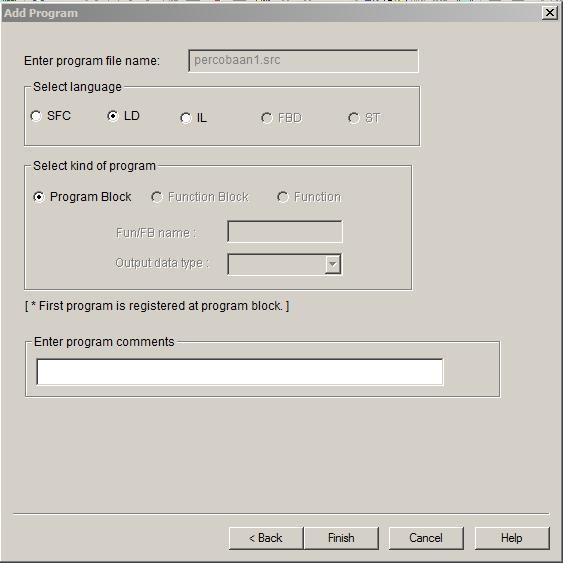 Add Program
Enter program file name: percobaan1.src
Select language
SFC LD IL FBD ST
Select kind of program
Program Block Function Block Function
Fun/FB name :
Output data type :
[ * First program is registered at program block. ]
Enter program comments
< Back Finish Cancel Help